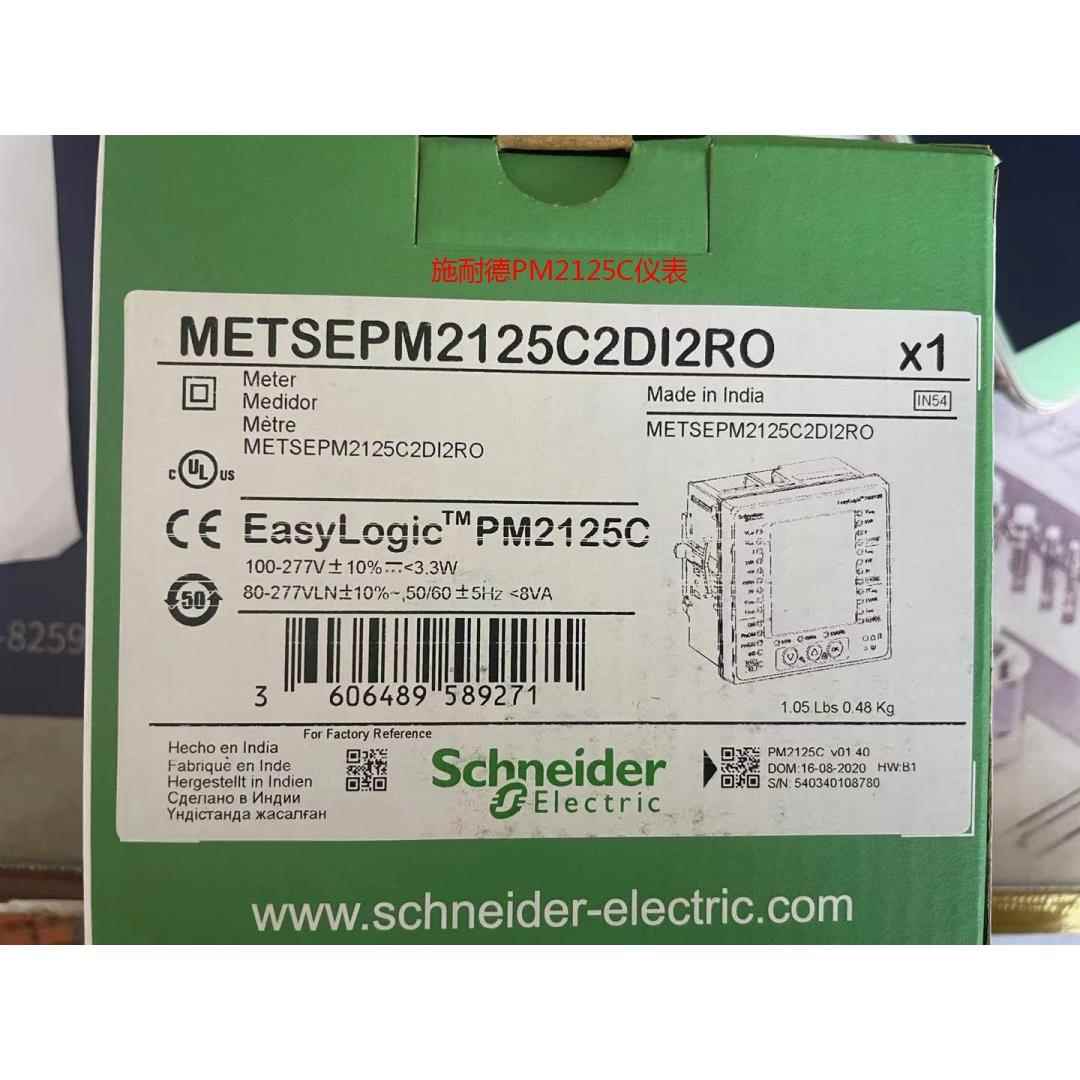 施耐德PM2125C仪表
METSEPM2125C2DI2RO x1
Meter
Medidor
Mètre
METSEPM2125C2DI2RO
Made in India IN54
METSEPM2125C2DI2RO
C UL US
CE EasyLogic™ PM2125C
100-277V±10%⎓<3.3W
80-277VLN±10%~,50/60±5Hz <8VA
50
3 606489 589271
1.05 Lbs 0.48 Kg
For Factory Reference
Hecho en India
Fabriqué en Inde
Hergestellt in Indien
Сделано в Индии
Үндістанда жасалған
Schneider
Electric
PM2125C v01.40
DOM:16-08-2020 HW:B1
S/N: 540340108780
www.schneider-electric.com
-8259